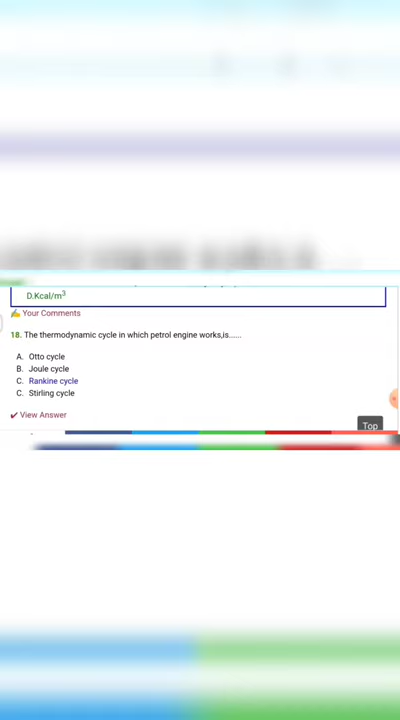 D.Kcal/m³
✍ Your Comments
18. The thermodynamic cycle in which petrol engine works,is......
A. Otto cycle
B. Joule cycle
C. Rankine cycle
C. Stirling cycle
✔ View Answer
Top